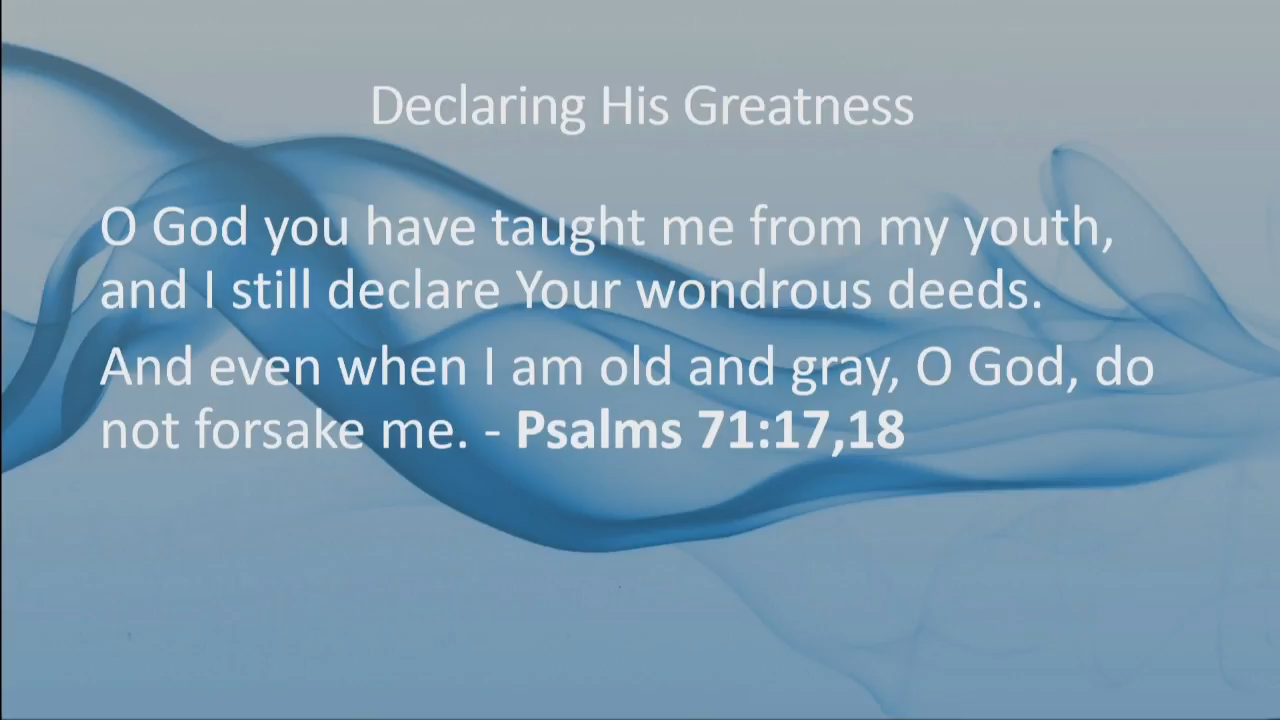 Declaring His Greatness
O God you have taught me from my youth,
and I still declare Your wondrous deeds.
And even when I am old and gray, O God, do
not forsake me. - Psalms 71:17,18